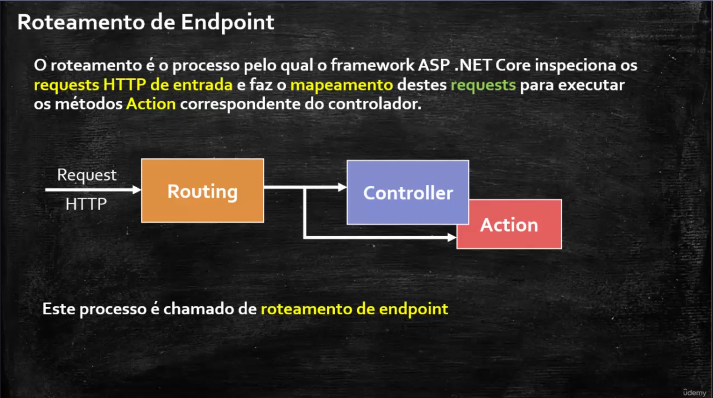 Roteamento de Endpoint
O roteamento é o processo pelo qual o framework ASP .NET Core inspeciona os
requests HTTP de entrada e faz o mapeamento destes requests para executar
os métodos Action correspondente do controlador.
Request
HTTP
Routing
Controller
Action
Este processo é chamado de roteamento de endpoint
ûdemy